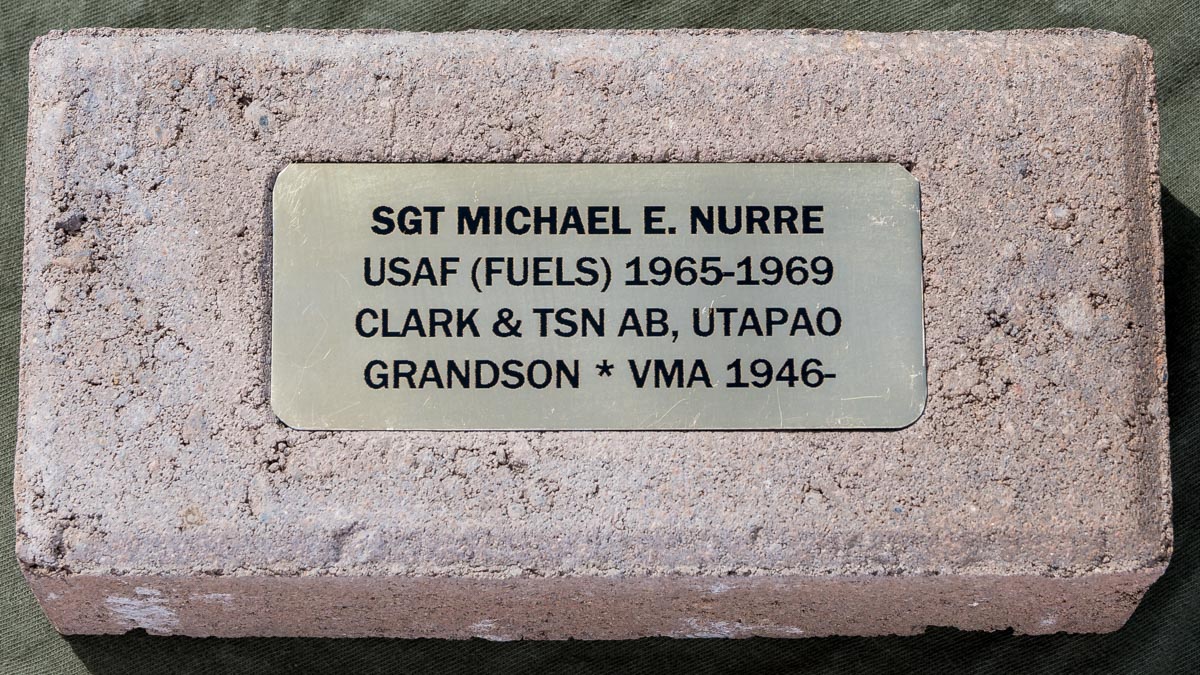 SGT MICHAEL E. NURRE
USAF (FUELS) 1965-1969
CLARK & TSN AB, UTAPAO
GRANDSON * VMA 1946-